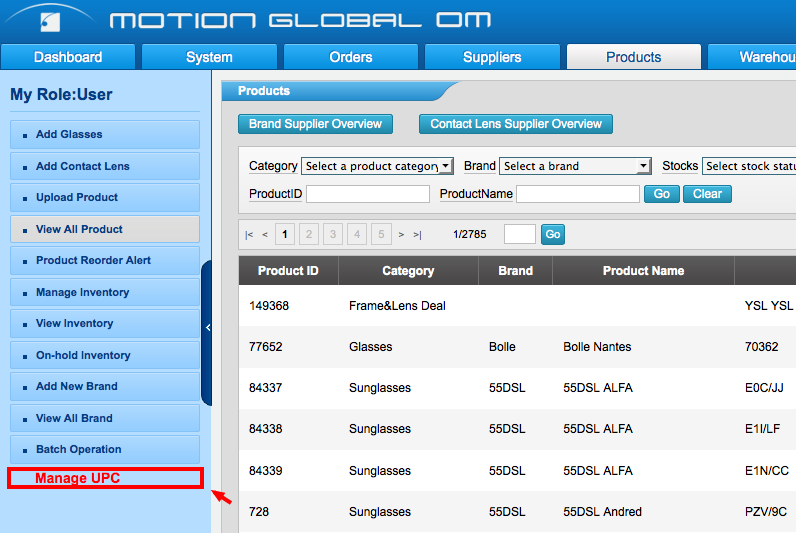 MOTION GLOBAL OM
Dashboard System Orders Suppliers Products Warehou
My Role:User
Add Glasses
Add Contact Lens
Upload Product
View All Product
Product Reorder Alert
Manage Inventory
View Inventory
On-hold Inventory
Add New Brand
View All Brand
Batch Operation
Manage UPC
Products
Brand Supplier Overview Contact Lens Supplier Overview
Category Select a product category Brand Select a brand Stocks Select stock statu
ProductID ProductName Go Clear
|< < 1 2 3 4 5 > >| 1/2785 Go
Product ID Category Brand Product Name
149368 Frame&Lens Deal YSL YSL
77652 Glasses Bolle Bolle Nantes 70362
84337 Sunglasses 55DSL 55DSL ALFA E0C/JJ
84338 Sunglasses 55DSL 55DSL ALFA E1I/LF
84339 Sunglasses 55DSL 55DSL ALFA E1N/CC
728 Sunglasses 55DSL 55DSL Andred PZV/9C